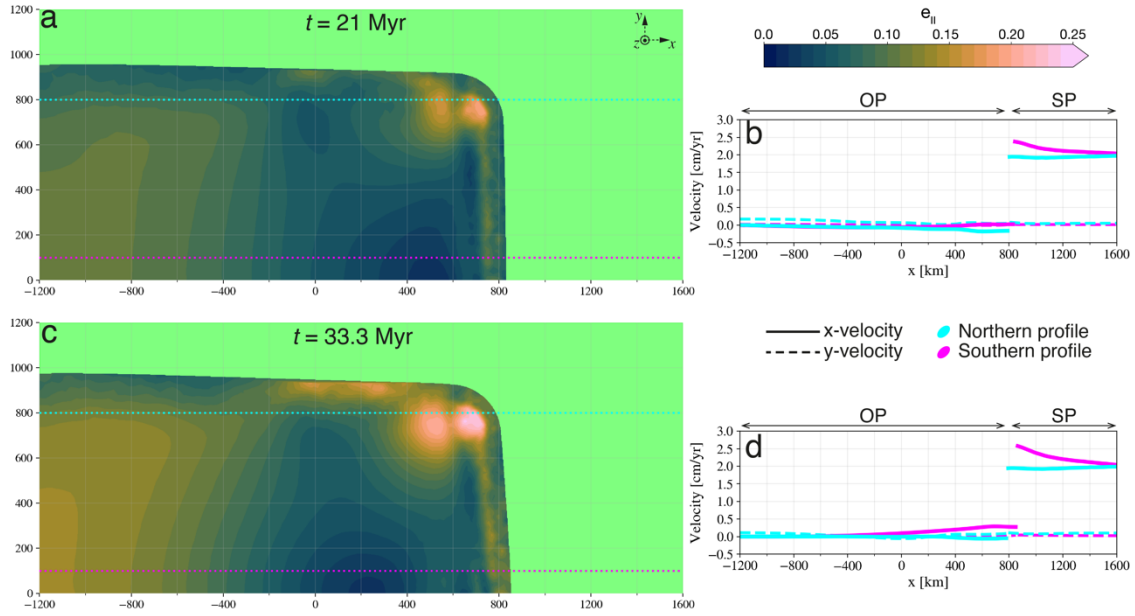 a
t = 21 Myr
y
z
x
1200
1000
800
600
400
200
0
−1200 −800 −400 0 400 800 1200 1600
e_II
0.0 0.05 0.10 0.15 0.20 0.25
OP SP
b
3.0
2.5
2.0
1.5
1.0
0.5
0.0
−0.5
Velocity [cm/yr]
−1200 −800 −400 0 400 800 1200 1600
x [km]
c
t = 33.3 Myr
1200
1000
800
600
400
200
0
−1200 −800 −400 0 400 800 1200 1600
x-velocity Northern profile
y-velocity Southern profile
OP SP
d
3.0
2.5
2.0
1.5
1.0
0.5
0.0
−0.5
Velocity [cm/yr]
−1200 −800 −400 0 400 800 1200 1600
x [km]